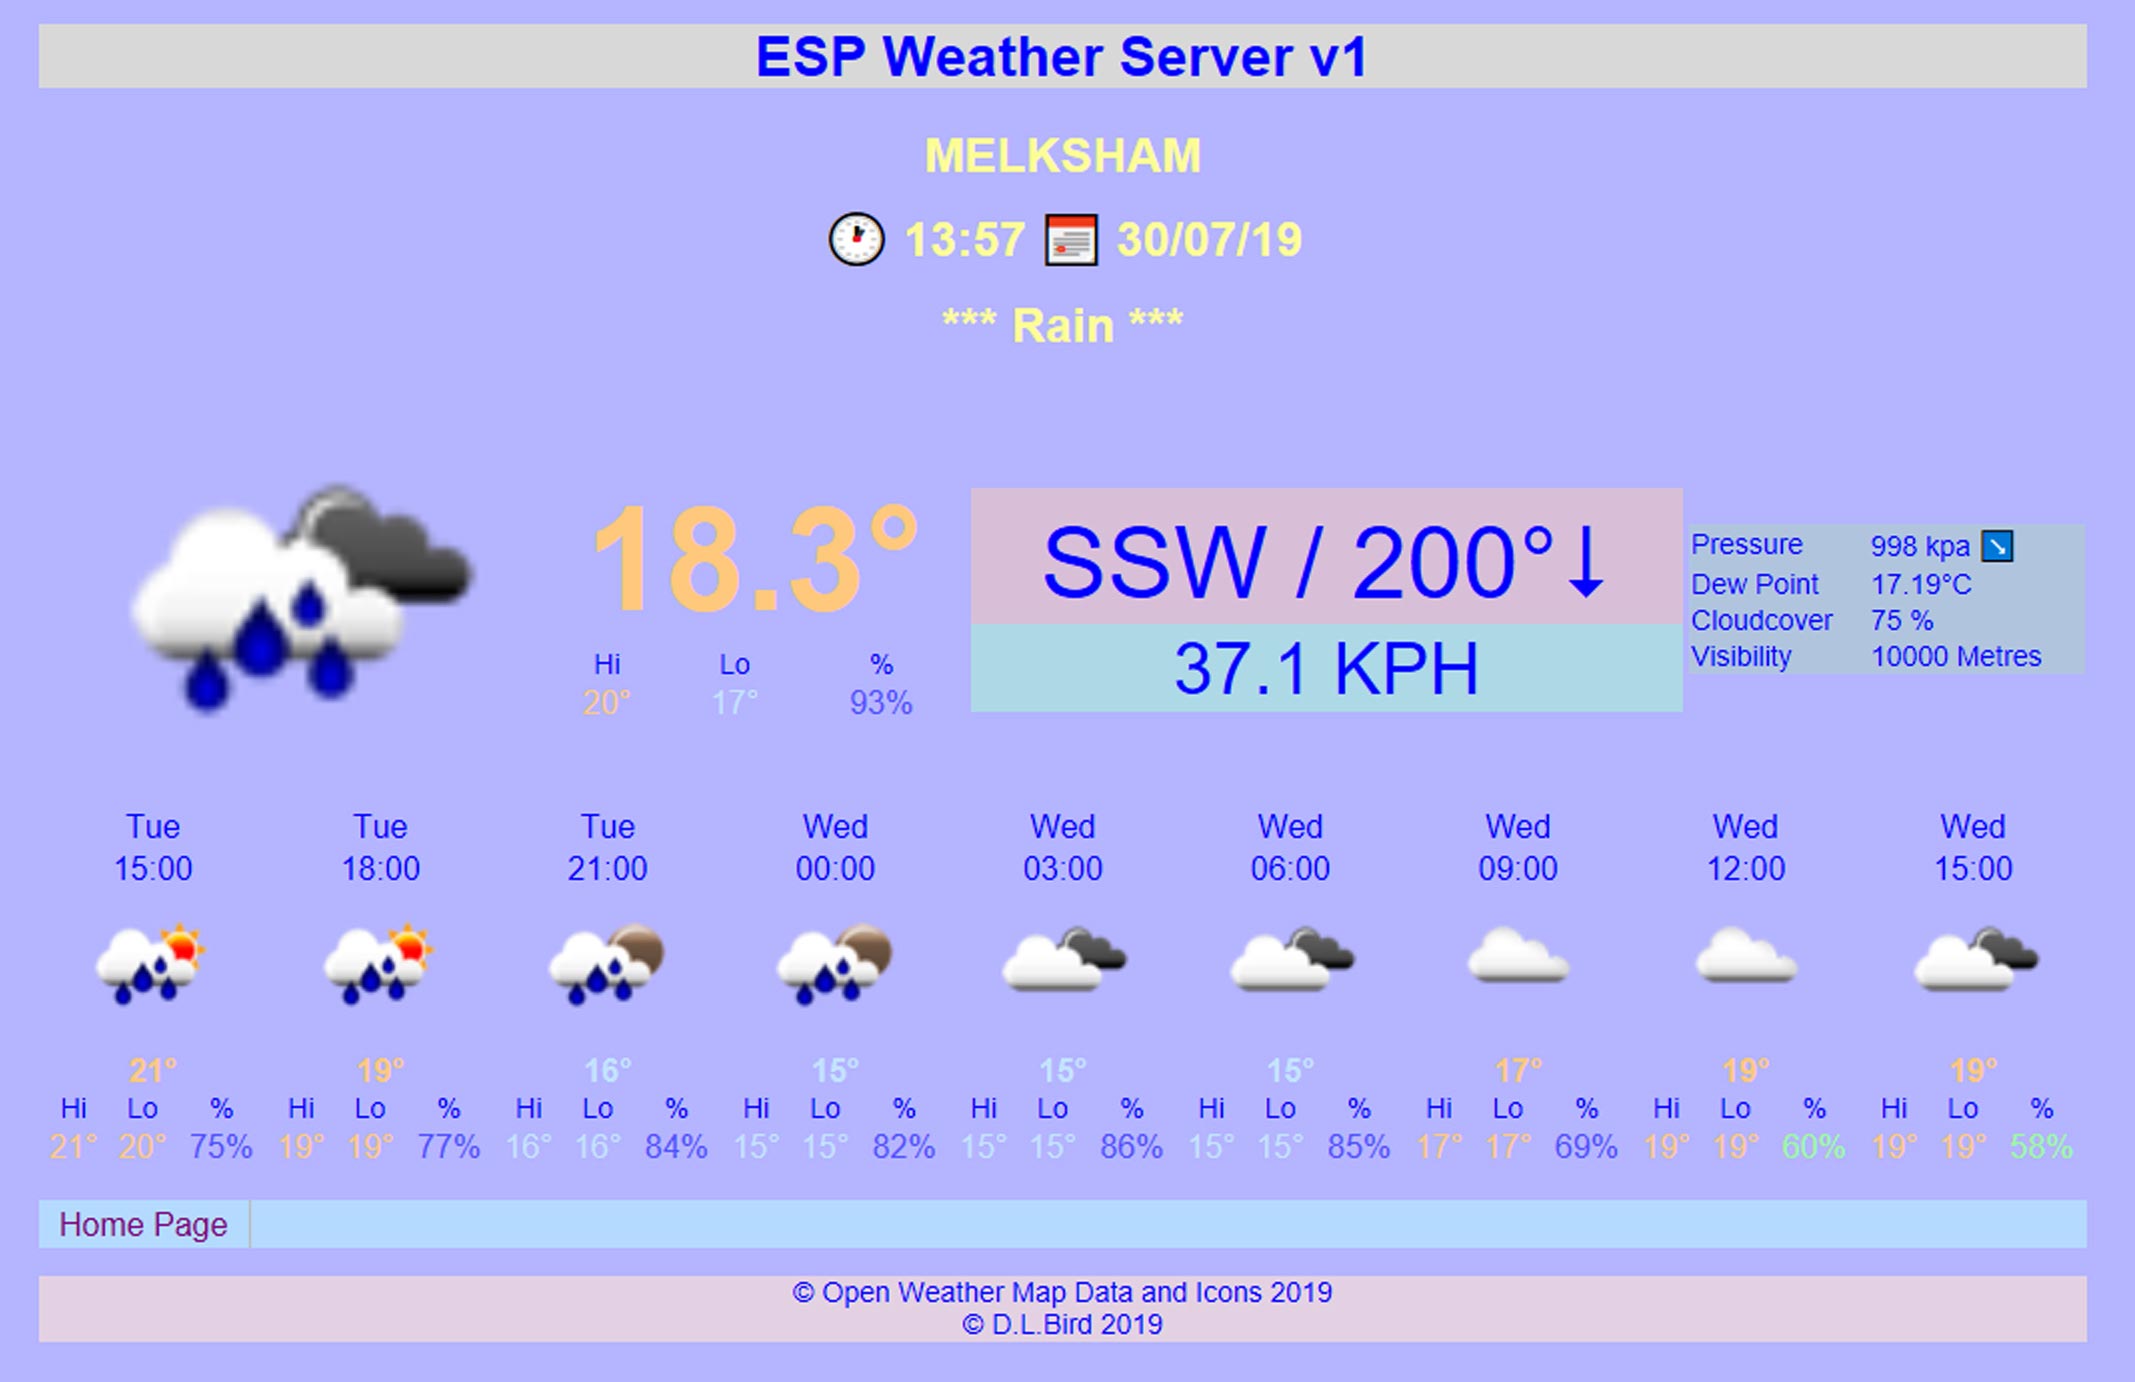 ESP Weather Server v1
MELKSHAM
13:57 30/07/19
*** Rain ***
18.3°
Hi Lo %
20° 17° 93%
SSW / 200°↓
37.1 KPH
Pressure 998 kpa ↘
Dew Point 17.19°C
Cloudcover 75 %
Visibility 10000 Metres
Tue Tue Tue Wed Wed Wed Wed Wed Wed
15:00 18:00 21:00 00:00 03:00 06:00 09:00 12:00 15:00
21° 19° 16° 15° 15° 15° 17° 19° 19°
Hi Lo % Hi Lo % Hi Lo % Hi Lo % Hi Lo % Hi Lo % Hi Lo % Hi Lo % Hi Lo %
21° 20° 75% 19° 19° 77% 16° 16° 84% 15° 15° 82% 15° 15° 86% 15° 15° 85% 17° 17° 69% 19° 19° 60% 19° 19° 58%
Home Page
© Open Weather Map Data and Icons 2019
© D.L.Bird 2019